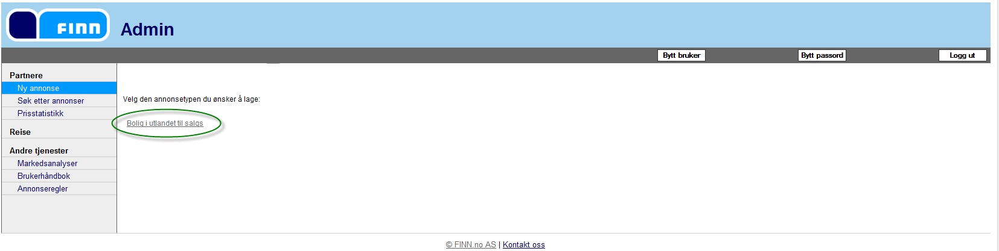 FINN Admin
Bytt bruker Bytt passord Logg ut
Partnere
Ny annonse
Søk etter annonser
Prisstatistikk
Reise
Andre tjenester
Markedsanalyser
Brukerhåndbok
Annonseregler
Velg den annonsetypen du ønsker å lage:
Bolig i utlandet til salgs
© FINN.no AS | Kontakt oss